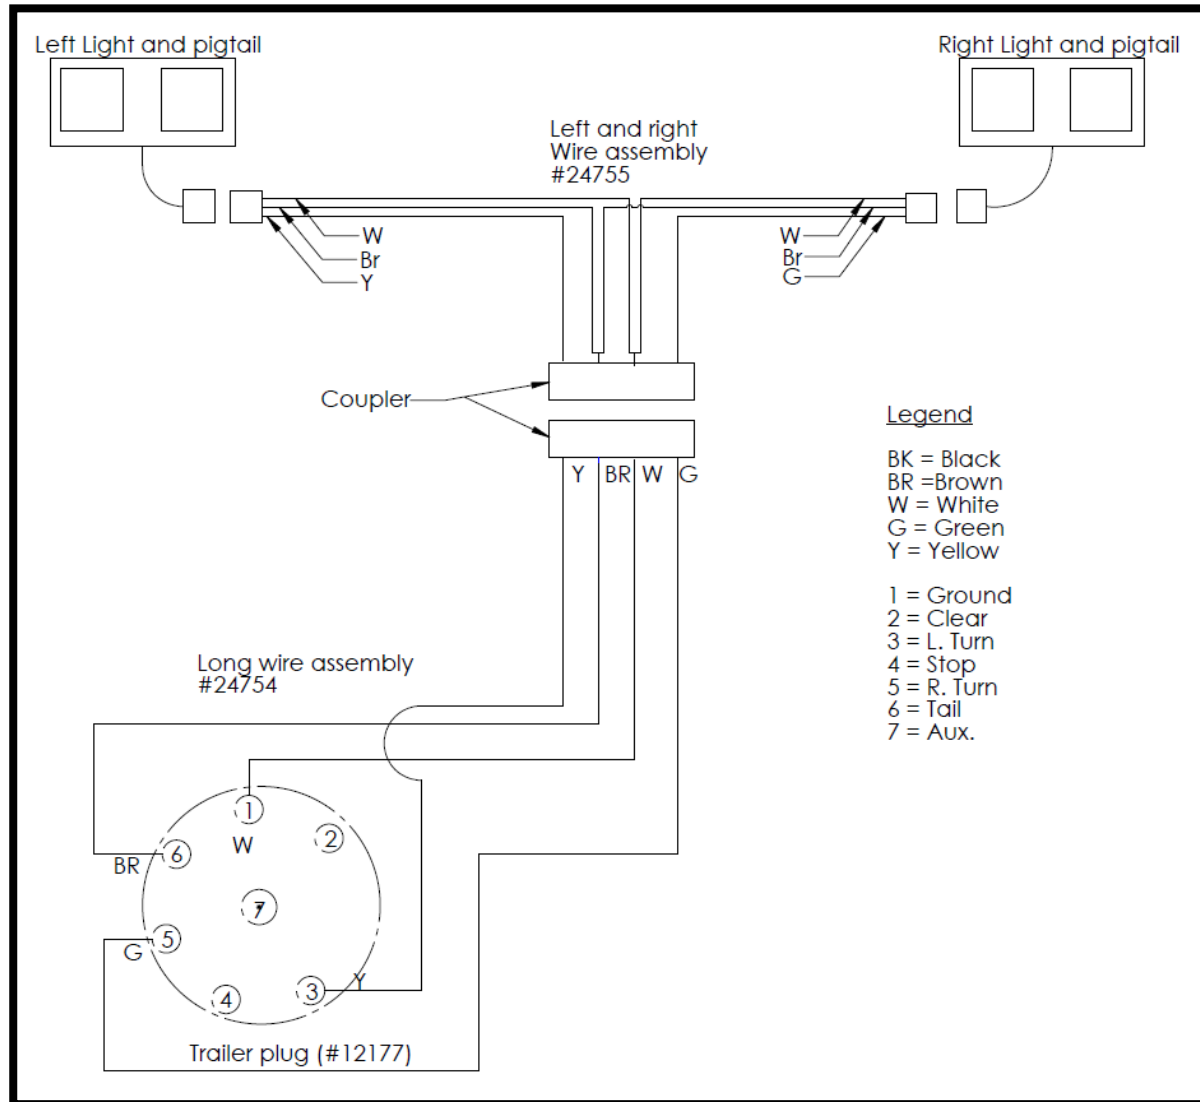 Left Light and pigtail
Right Light and pigtail
Left and right
Wire assembly
#24755
W
Br
Y
W
Br
G
Coupler
Y BR W G
Legend
BK = Black
BR =Brown
W = White
G = Green
Y = Yellow
1 = Ground
2 = Clear
3 = L. Turn
4 = Stop
5 = R. Turn
6 = Tail
7 = Aux.
Long wire assembly
#24754
1
2
W
6
BR
7
5
G
Y
3
4
Trailer plug (#12177)